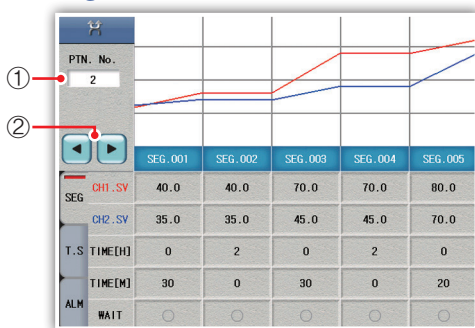 PTN. No.
① 2
②
SEG.001 SEG.002 SEG.003 SEG.004 SEG.005
SEG CH1.SV 40.0 40.0 70.0 70.0 80.0
CH2.SV 35.0 35.0 45.0 45.0 70.0
T.S TIME[H] 0 2 0 2 0
TIME[M] 30 0 30 0 20
ALM WAIT